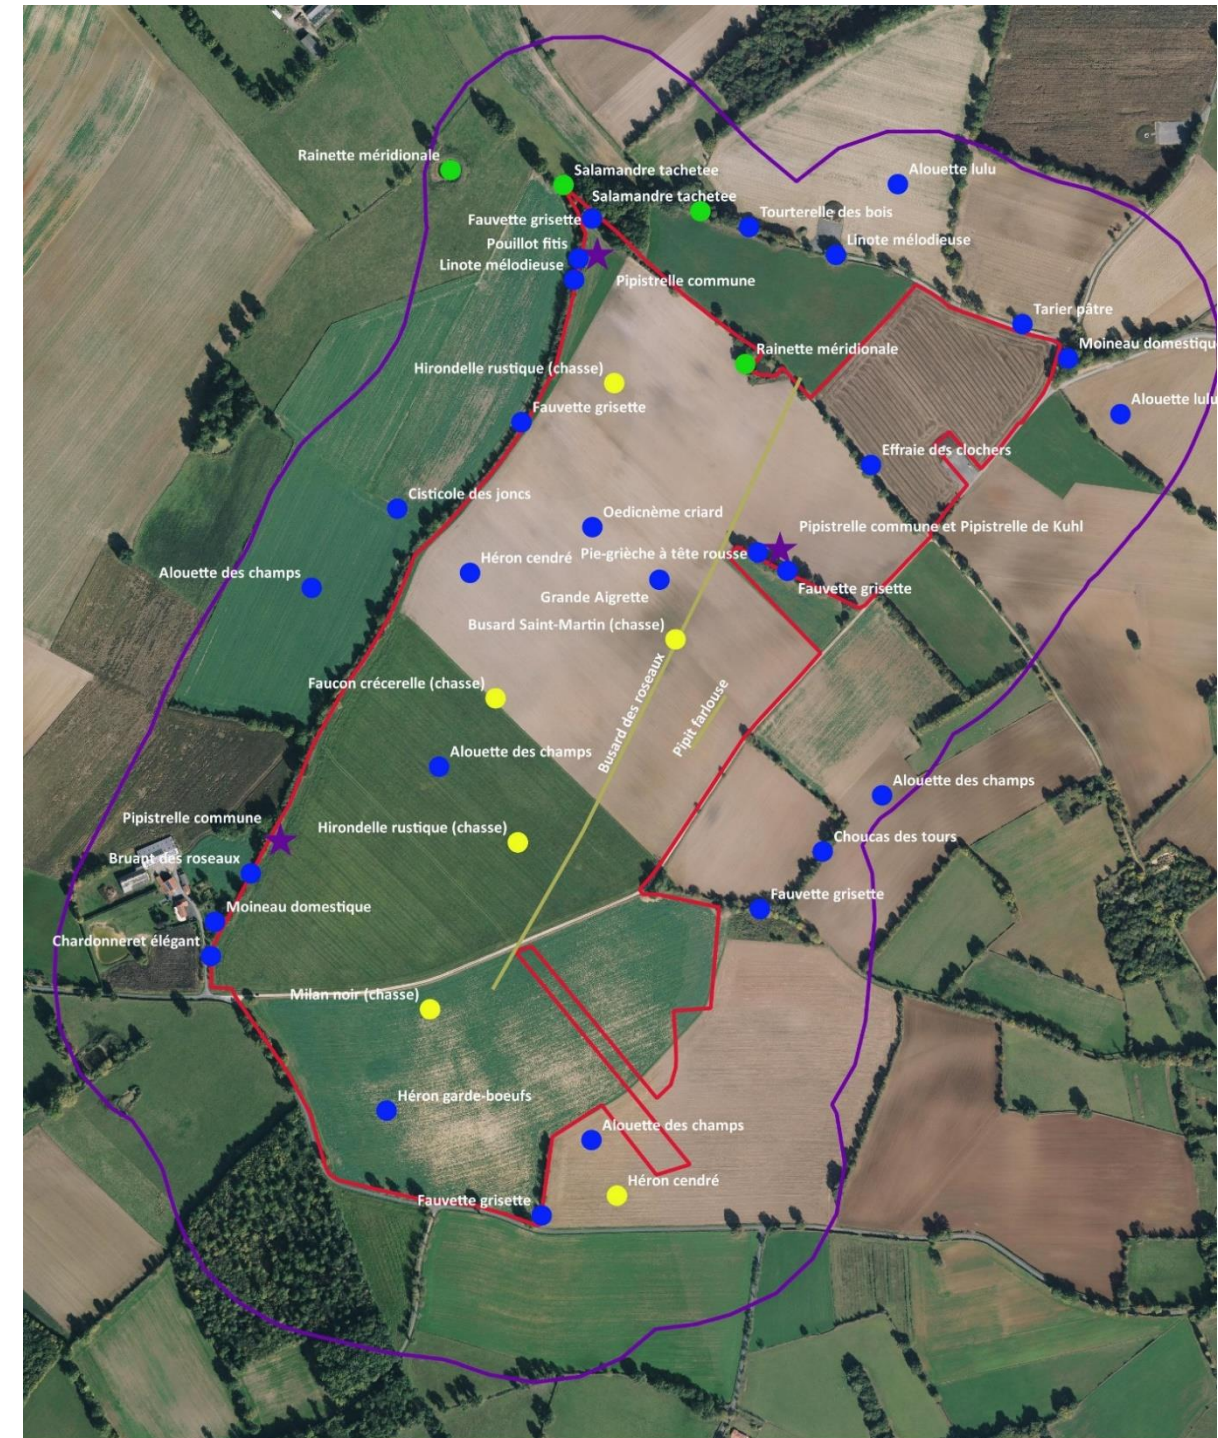 Rainette méridionale
Salamandre tachetee
Alouette lulu
Salamandre tachetee
Fauvette grisette
Tourterelle des bois
Pouillot fitis
Linote mélodieuse
Linote mélodieuse
Pipistrelle commune
Tarier pâtre
Moineau domestique
Rainette méridionale
Hirondelle rustique (chasse)
Fauvette grisette
Alouette lulu
Effraie des clochers
Cisticole des joncs
Oedicnème criard
Pipistrelle commune et Pipistrelle de Kuhl
Héron cendré
Pie-grièche à tête rousse
Alouette des champs
Fauvette grisette
Grande Aigrette
Busard Saint-Martin (chasse)
Faucon crécerelle (chasse)
Busard des roseaux
Pipit farlouse
Alouette des champs
Alouette des champs
Pipistrelle commune
Hirondelle rustique (chasse)
Choucas des tours
Bruant des roseaux
Fauvette grisette
Moineau domestique
Chardonneret élégant
Milan noir (chasse)
Héron garde-boeufs
Alouette des champs
Héron cendré
Fauvette grisette